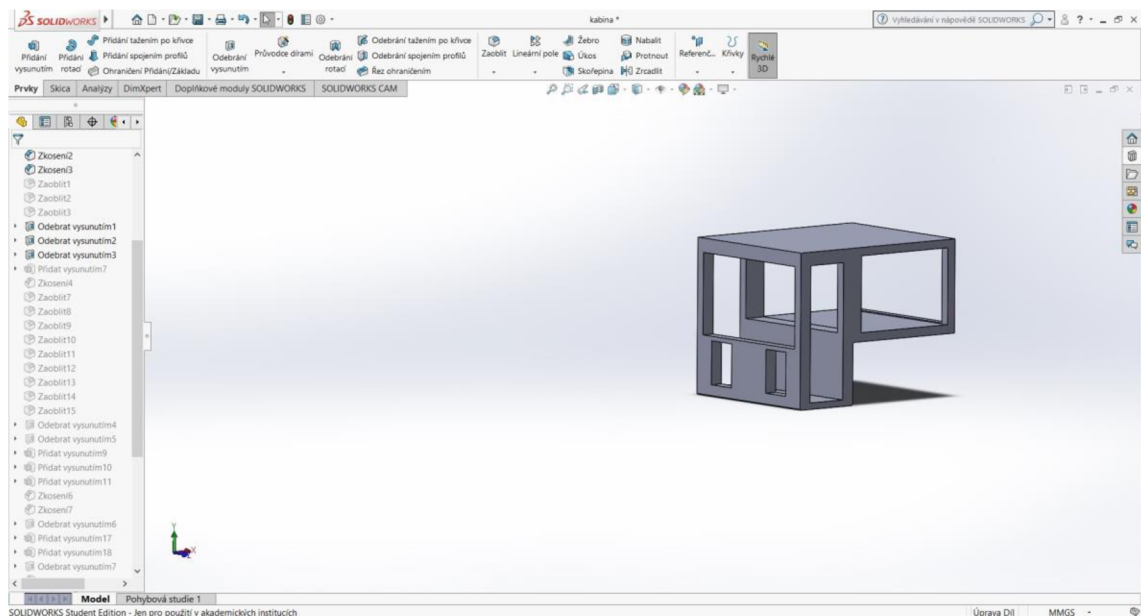 SOLIDWORKS
kabina *
Vyhledávání v nápovědě SOLIDWORKS
?
Přidání vysunutím
Přidání rotací
Přidání tažením po křivce
Přidání spojením profilů
Ohraničení Přidání/Základu
Odebrání vysunutím
Průvodce dírami
Odebrání rotací
Odebrání tažením po křivce
Odebrání spojením profilů
Řez ohraničením
Zaoblit
Lineární pole
Žebro
Úkos
Skořepina
Nabalit
Protnout
Zrcadlit
Referenč...
Křivky
Rychlé 3D
Prvky Skica Analýzy DimXpert Doplňkové moduly SOLIDWORKS SOLIDWORKS CAM
Zkosení2
Zkosení3
Zaoblit1
Zaoblit2
Zaoblit3
Odebrat vysunutím1
Odebrat vysunutím2
Odebrat vysunutím3
Přidat vysunutím7
Zkosení4
Zaoblit7
Zaoblit8
Zaoblit9
Zaoblit10
Zaoblit11
Zaoblit12
Zaoblit13
Zaoblit14
Zaoblit15
Odebrat vysunutím4
Odebrat vysunutím5
Přidat vysunutím9
Přidat vysunutím10
Přidat vysunutím11
Zkosení6
Zkosení7
Odebrat vysunutím6
Přidat vysunutím17
Přidat vysunutím18
Odebrat vysunutím7
Y
X
Model Pohybová studie 1
SOLIDWORKS Student Edition - Jen pro použití v akademických institucích
Úprava Díl MMGS